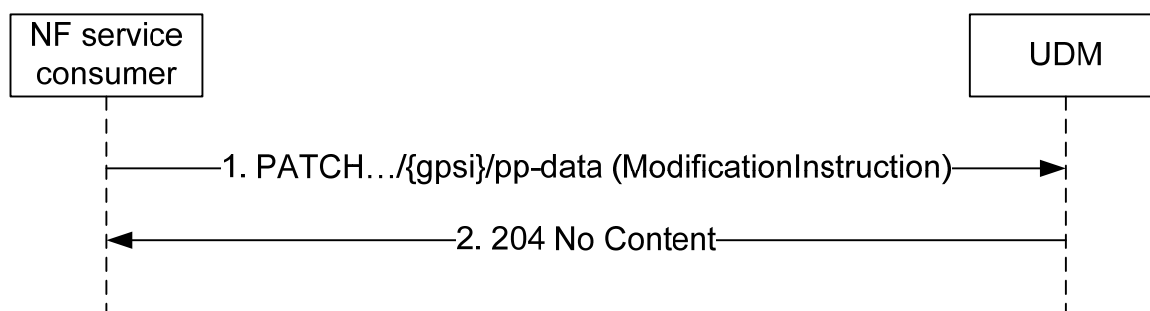 NF service
consumer
UDM
1. PATCH…/{gpsi}/pp-data (ModificationInstruction)
2. 204 No Content